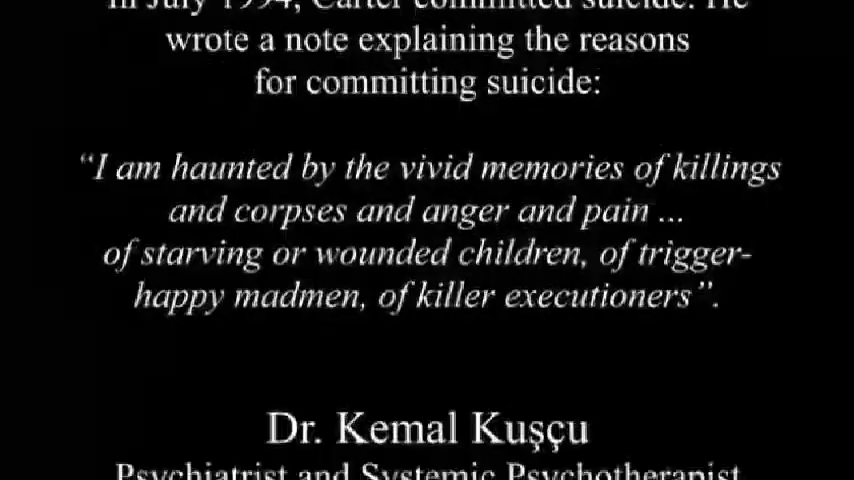 In July 1994, Carter committed suicide. He
wrote a note explaining the reasons
for committing suicide:
“I am haunted by the vivid memories of killings
and corpses and anger and pain ...
of starving or wounded children, of trigger-
happy madmen, of killer executioners”.
Dr. Kemal Kuşçu
Psychiatrist and Systemic Psychotherapist